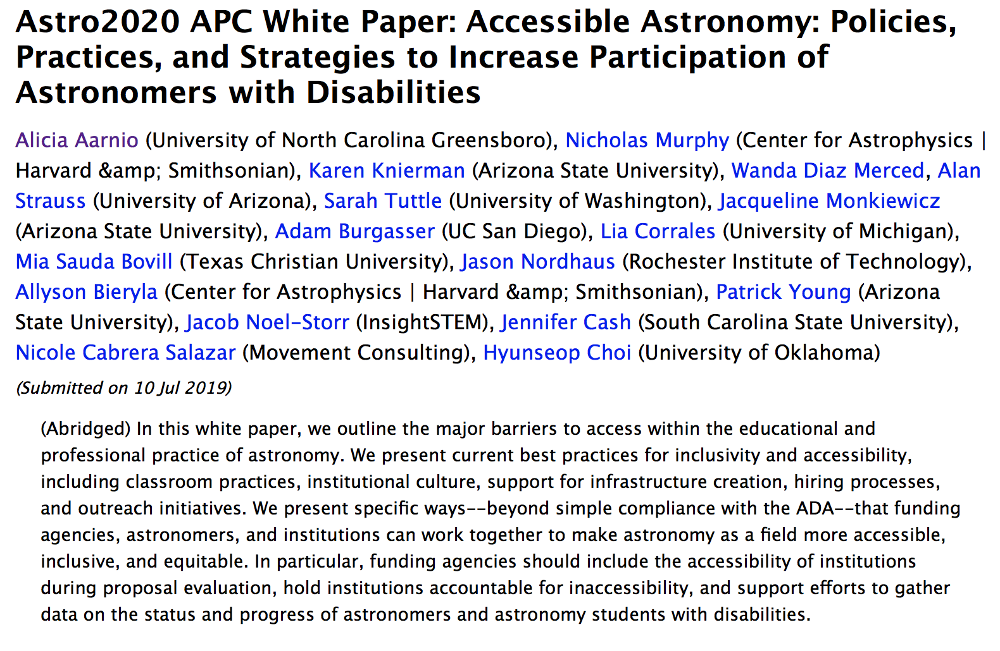 Astro2020 APC White Paper: Accessible Astronomy: Policies,
Practices, and Strategies to Increase Participation of
Astronomers with Disabilities
Alicia Aarnio (University of North Carolina Greensboro), Nicholas Murphy (Center for Astrophysics |
Harvard &amp; Smithsonian), Karen Knierman (Arizona State University), Wanda Diaz Merced, Alan
Strauss (University of Arizona), Sarah Tuttle (University of Washington), Jacqueline Monkiewicz
(Arizona State University), Adam Burgasser (UC San Diego), Lia Corrales (University of Michigan),
Mia Sauda Bovill (Texas Christian University), Jason Nordhaus (Rochester Institute of Technology),
Allyson Bieryla (Center for Astrophysics | Harvard &amp; Smithsonian), Patrick Young (Arizona
State University), Jacob Noel-Storr (InsightSTEM), Jennifer Cash (South Carolina State University),
Nicole Cabrera Salazar (Movement Consulting), Hyunseop Choi (University of Oklahoma)
(Submitted on 10 Jul 2019)
(Abridged) In this white paper, we outline the major barriers to access within the educational and
professional practice of astronomy. We present current best practices for inclusivity and accessibility,
including classroom practices, institutional culture, support for infrastructure creation, hiring processes,
and outreach initiatives. We present specific ways--beyond simple compliance with the ADA--that funding
agencies, astronomers, and institutions can work together to make astronomy as a field more accessible,
inclusive, and equitable. In particular, funding agencies should include the accessibility of institutions
during proposal evaluation, hold institutions accountable for inaccessibility, and support efforts to gather
data on the status and progress of astronomers and astronomy students with disabilities.